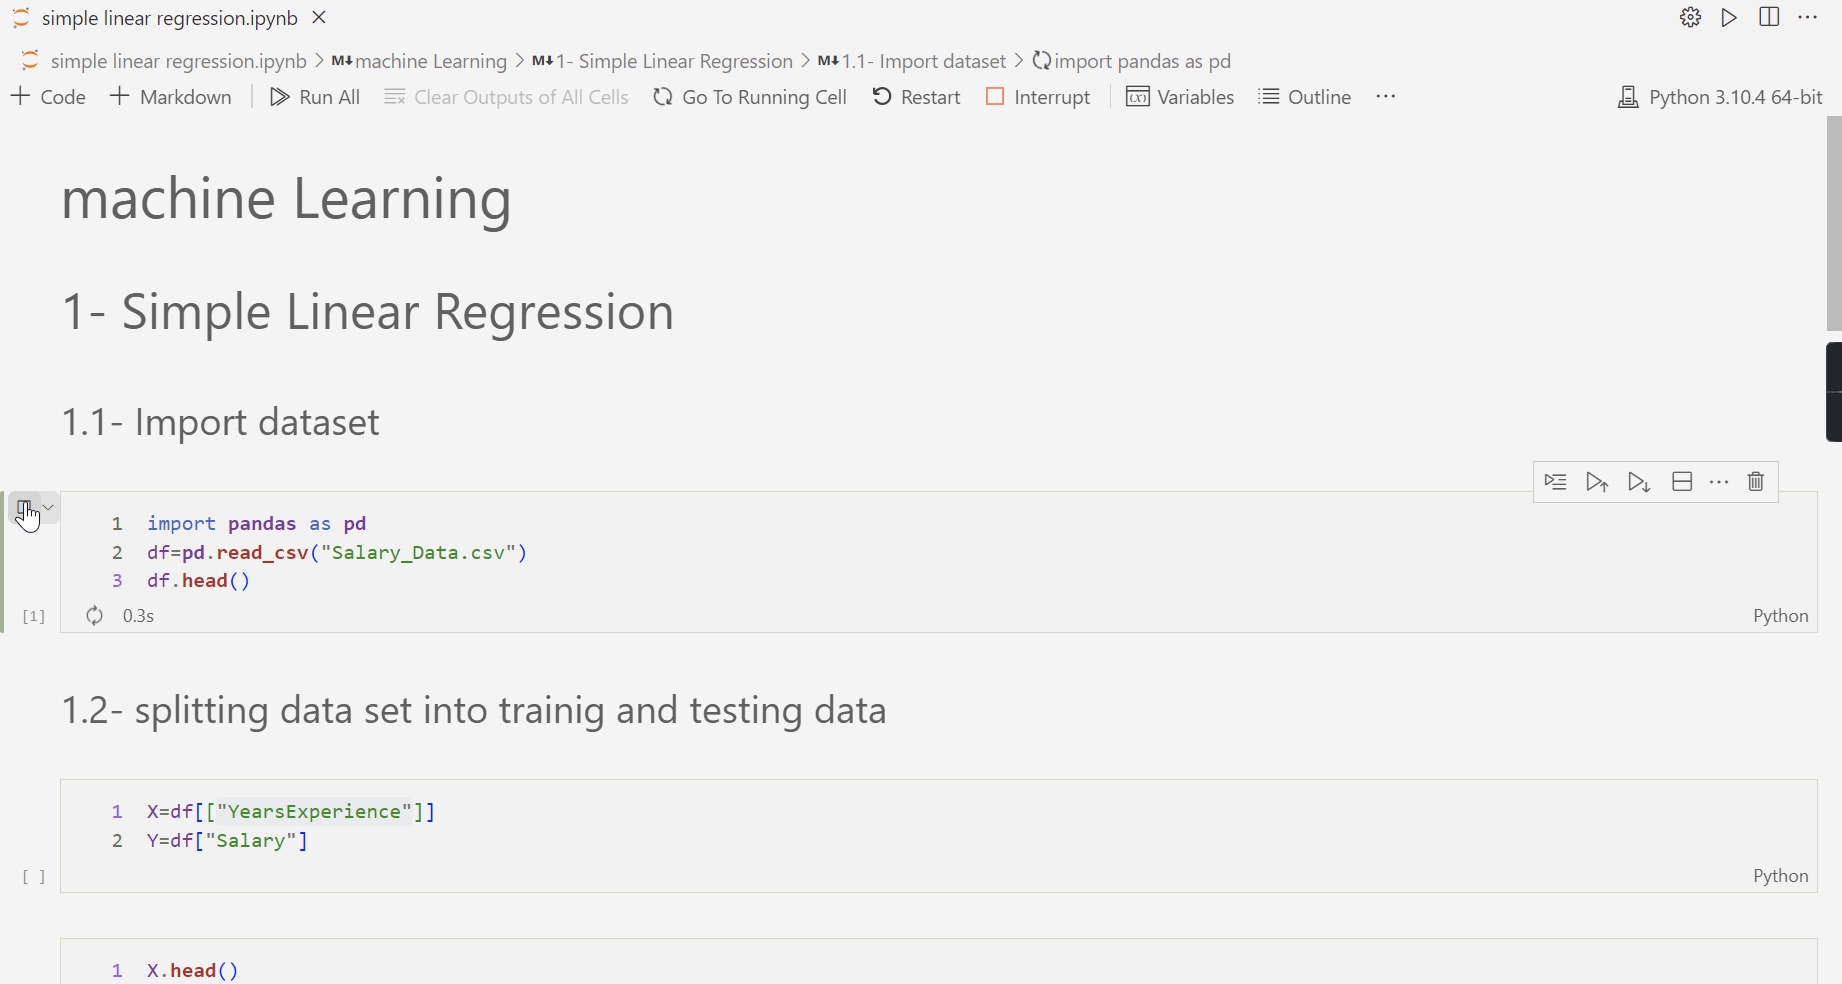 simple linear regression.ipynb
simple linear regression.ipynb > M↓ machine Learning > M↓ 1- Simple Linear Regression > M↓ 1.1- Import dataset > import pandas as pd
+ Code + Markdown Run All Clear Outputs of All Cells Go To Running Cell Restart Interrupt (x) Variables Outline ... Python 3.10.4 64-bit
machine Learning
1- Simple Linear Regression
1.1- Import dataset
1 import pandas as pd
2 df=pd.read_csv("Salary_Data.csv")
3 df.head()
[1] 0.3s Python
1.2- splitting data set into trainig and testing data
1 X=df[["YearsExperience"]]
2 Y=df["Salary"]
[ ] Python
1 X.head()